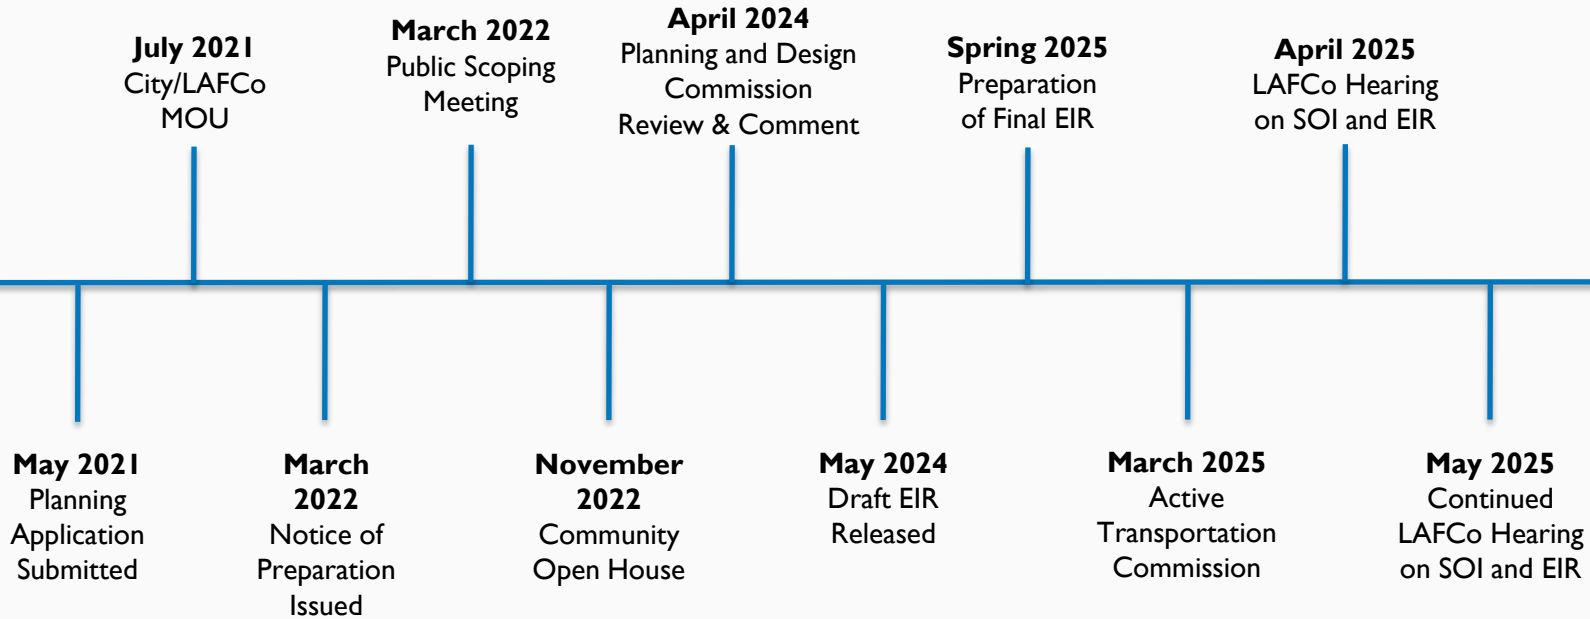 July 2021
City/LAFCo
MOU
March 2022
Public Scoping
Meeting
April 2024
Planning and Design
Commission
Review & Comment
Spring 2025
Preparation
of Final EIR
April 2025
LAFCo Hearing
on SOI and EIR
May 2021
Planning
Application
Submitted
March
2022
Notice of
Preparation
Issued
November
2022
Community
Open House
May 2024
Draft EIR
Released
March 2025
Active
Transportation
Commission
May 2025
Continued
LAFCo Hearing
on SOI and EIR